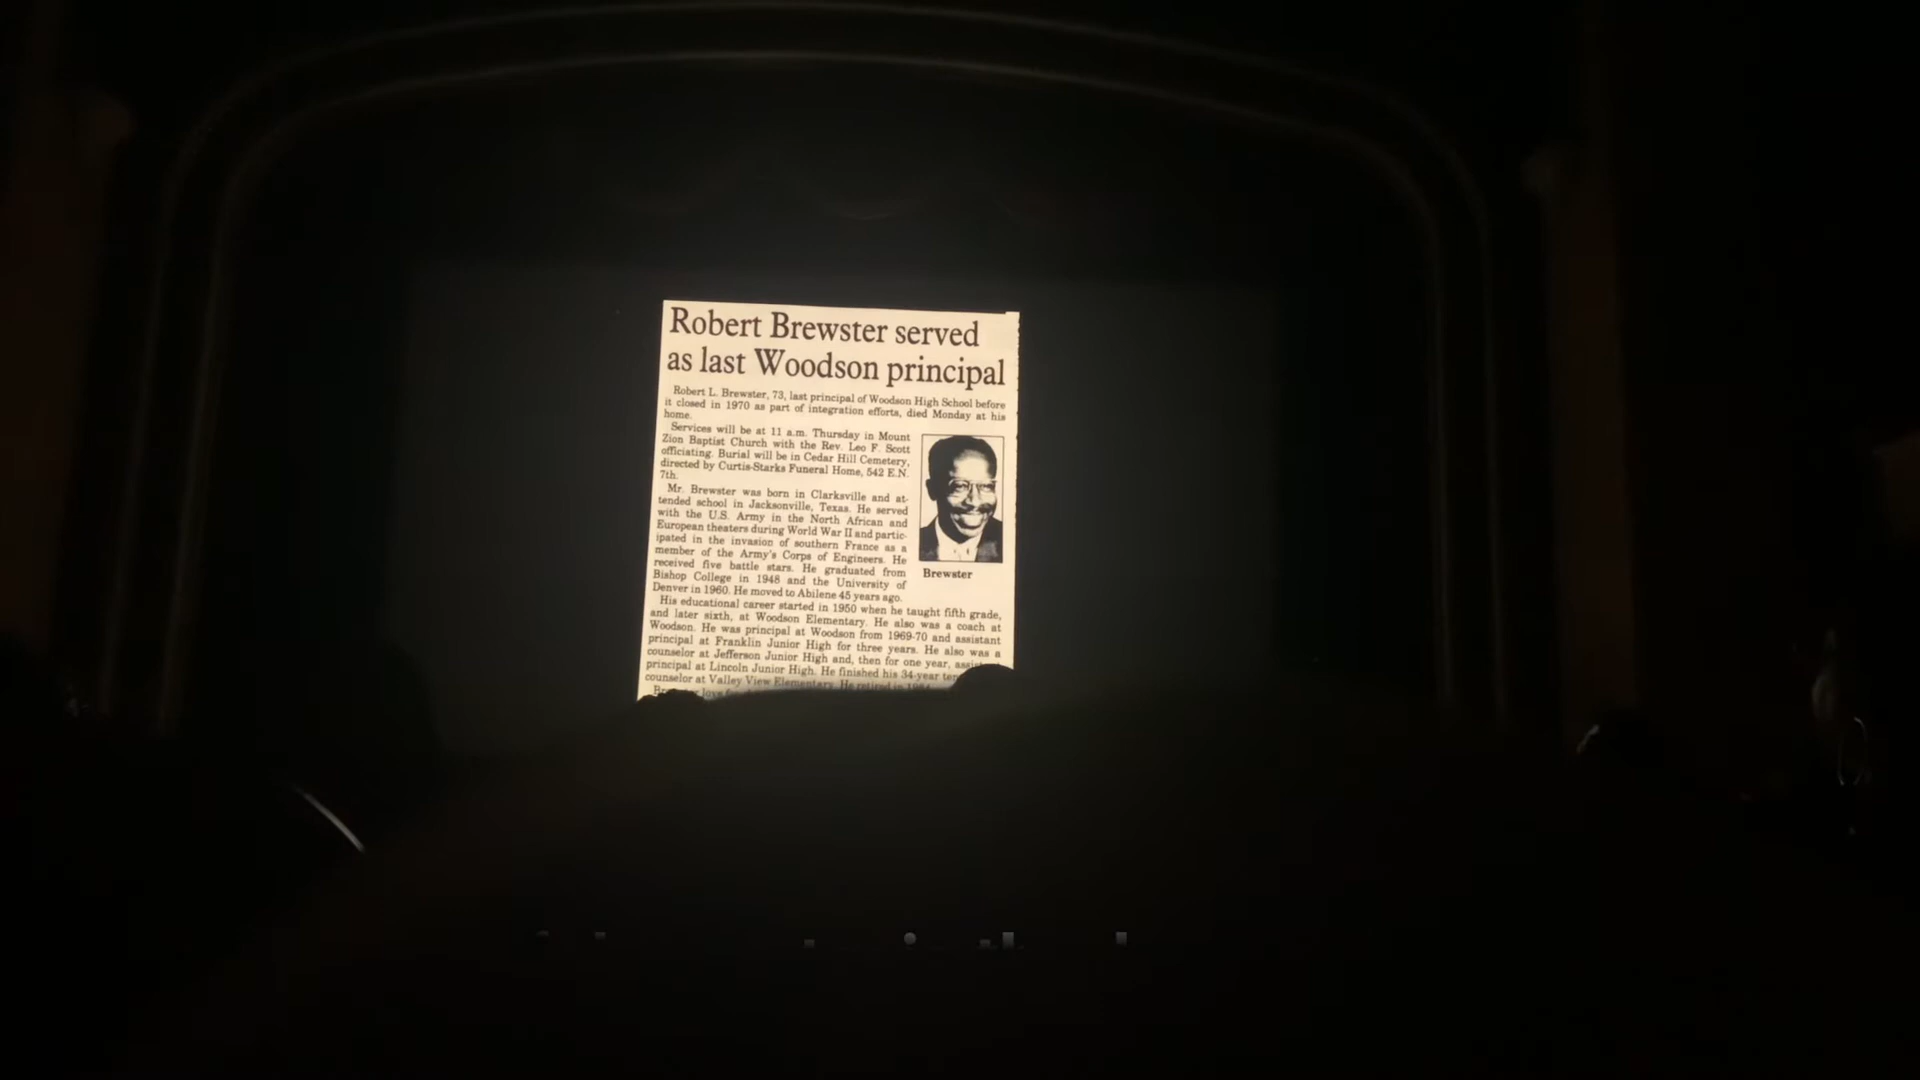 Robert Brewster served
as last Woodson principal
Robert L. Brewster, 73, last principal of Woodson High School before
it closed in 1970 as part of integration efforts, died Monday at his
home.
Services will be at 11 a.m. Thursday in Mount
Zion Baptist Church with the Rev. Leo F. Scott
officiating. Burial will be in Cedar Hill Cemetery,
directed by Curtis-Starks Funeral Home, 542 E.N.
7th.
Mr. Brewster was born in Clarksville and at-
tended school in Jacksonville, Texas. He served
with the U.S. Army in the North African and
European theaters during World War II and partic-
ipated in the invasion of southern France as a
member of the Army's Corps of Engineers. He
received five battle stars. He graduated from
Bishop College in 1948 and the University of
Denver in 1960. He moved to Abilene 45 years ago.
Brewster
His educational career started in 1950 when he taught fifth grade,
and later sixth, at Woodson Elementary. He also was a coach at
Woodson. He was principal at Woodson from 1969-70 and assistant
principal at Franklin Junior High for three years. He also was a
counselor at Jefferson Junior High and, then for one year,
principal at Lincoln Junior High. He finished his 34-year
counselor at Valley View Elementary. He retired in